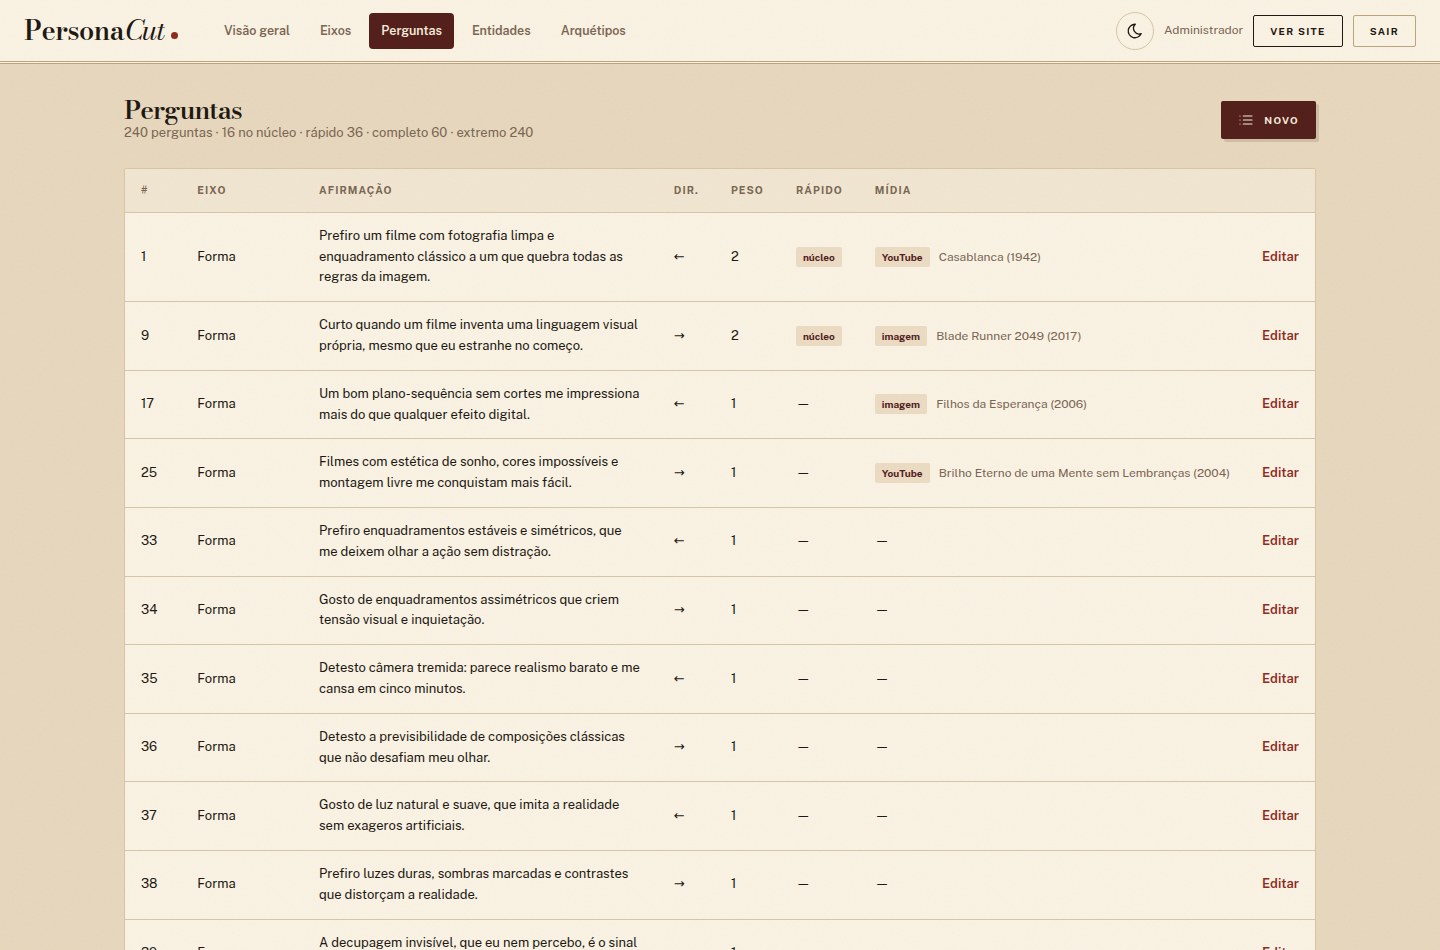 PersonaCut
Visão geral
Eixos
Perguntas
Entidades
Arquétipos
Administrador
VER SITE
SAIR
Perguntas
240 perguntas · 16 no núcleo · rápido 36 · completo 60 · extremo 240
NOVO
# EIXO AFIRMAÇÃO DIR. PESO RÁPIDO MÍDIA
1 Forma
Prefiro um filme com fotografia limpa e
enquadramento clássico a um que quebra todas as
regras da imagem.
← 2 núcleo YouTube Casablanca (1942) Editar
9 Forma
Curto quando um filme inventa uma linguagem visual
própria, mesmo que eu estranhe no começo.
→ 2 núcleo imagem Blade Runner 2049 (2017) Editar
17 Forma
Um bom plano-sequência sem cortes me impressiona
mais do que qualquer efeito digital.
← 1 — imagem Filhos da Esperança (2006) Editar
25 Forma
Filmes com estética de sonho, cores impossíveis e
montagem livre me conquistam mais fácil.
→ 1 — YouTube Brilho Eterno de uma Mente sem Lembranças (2004) Editar
33 Forma
Prefiro enquadramentos estáveis e simétricos, que
me deixem olhar a ação sem distração.
← 1 — — Editar
34 Forma
Gosto de enquadramentos assimétricos que criem
tensão visual e inquietação.
→ 1 — — Editar
35 Forma
Detesto câmera tremida: parece realismo barato e me
cansa em cinco minutos.
← 1 — — Editar
36 Forma
Detesto a previsibilidade de composições clássicas
que não desafiam meu olhar.
→ 1 — — Editar
37 Forma
Gosto de luz natural e suave, que imita a realidade
sem exageros artificiais.
← 1 — — Editar
38 Forma
Prefiro luzes duras, sombras marcadas e contrastes
que distorçam a realidade.
→ 1 — — Editar
A decupagem invisível, que eu nem percebo, é o sinal